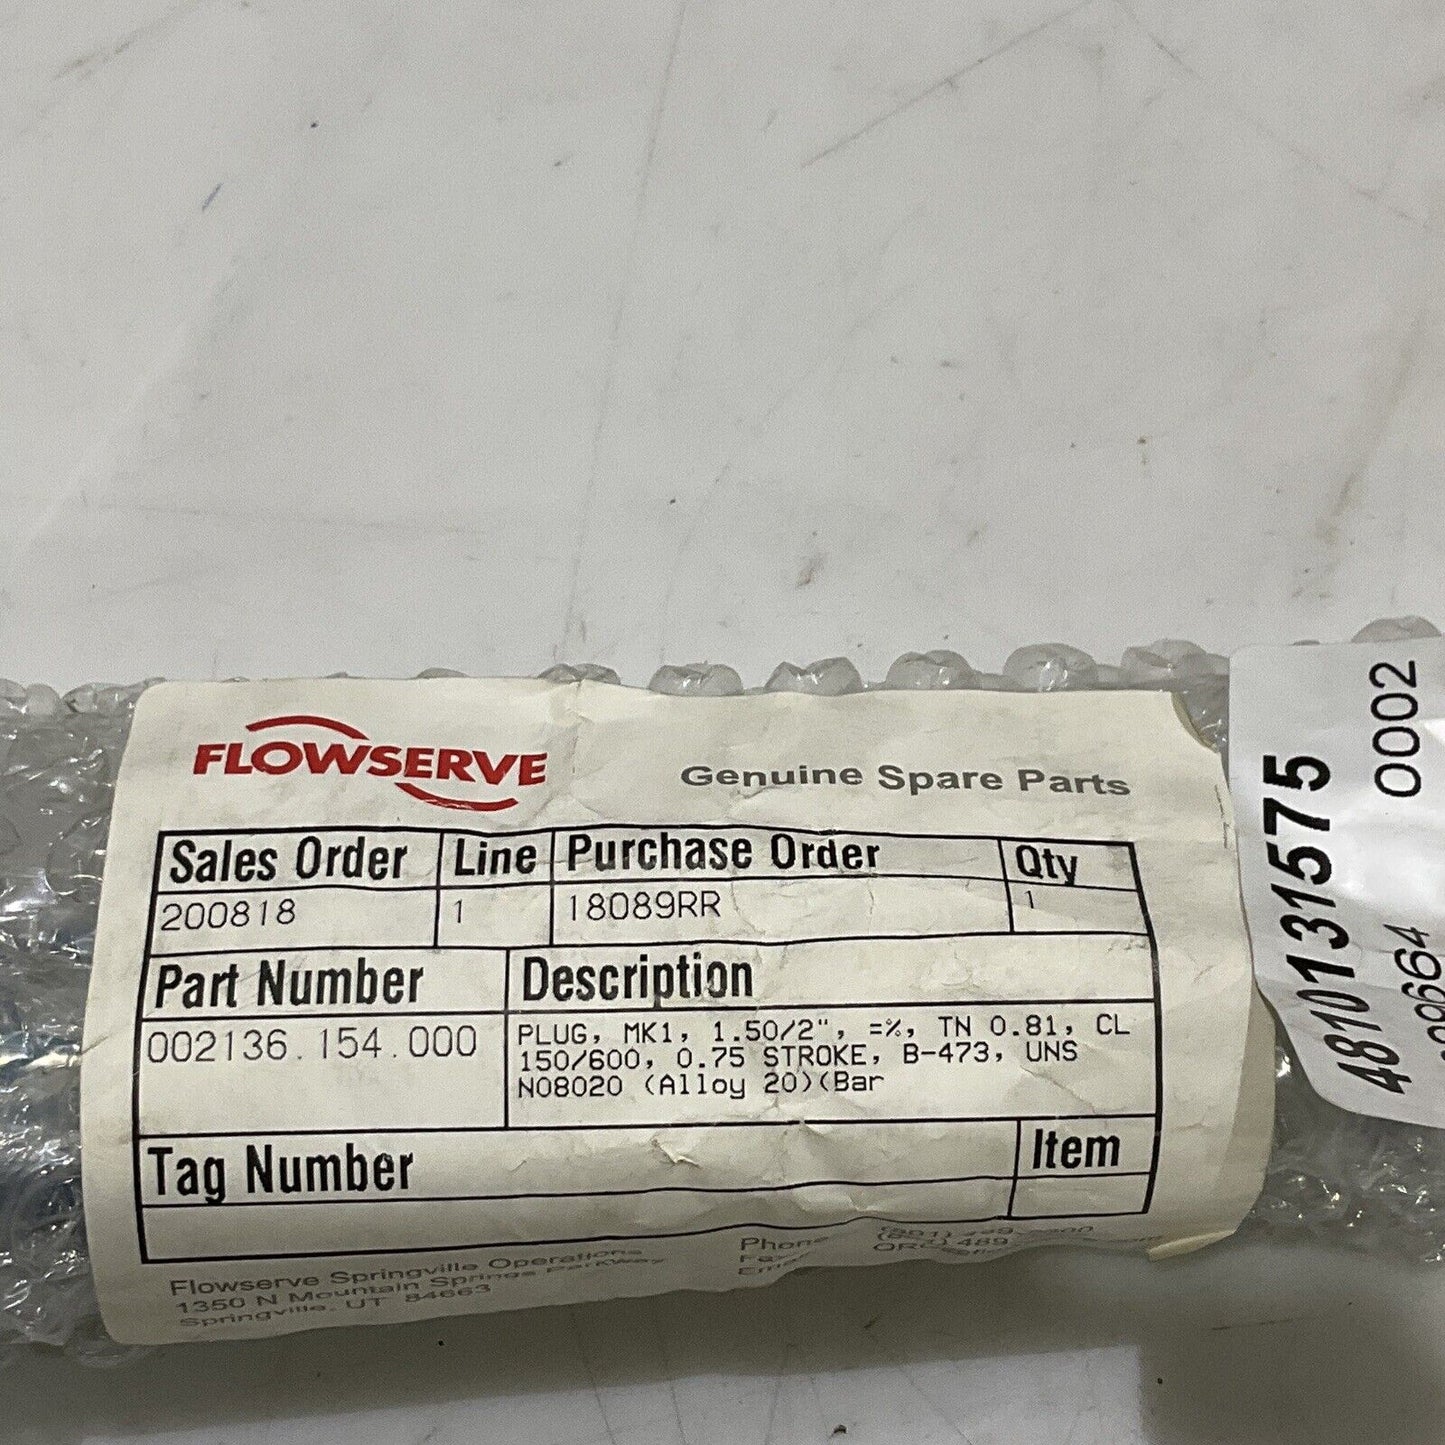 FLOWSERVE
Genuine Spare Parts
Sales Order Line Purchase Order Qty
200818 1 18089RR 1
Part Number Description
002136.154.000 PLUG, MK1, 1.50/2", =%, TN 0.81, CL
150/600, 0.75 STROKE, B-473, UNS
N08020 (Alloy 20)(Bar
Tag Number Item
Flowserve Springville Operations
1350 N Mountain Springs Parkway
Springville, UT 84663
Phone
0002
4810131575